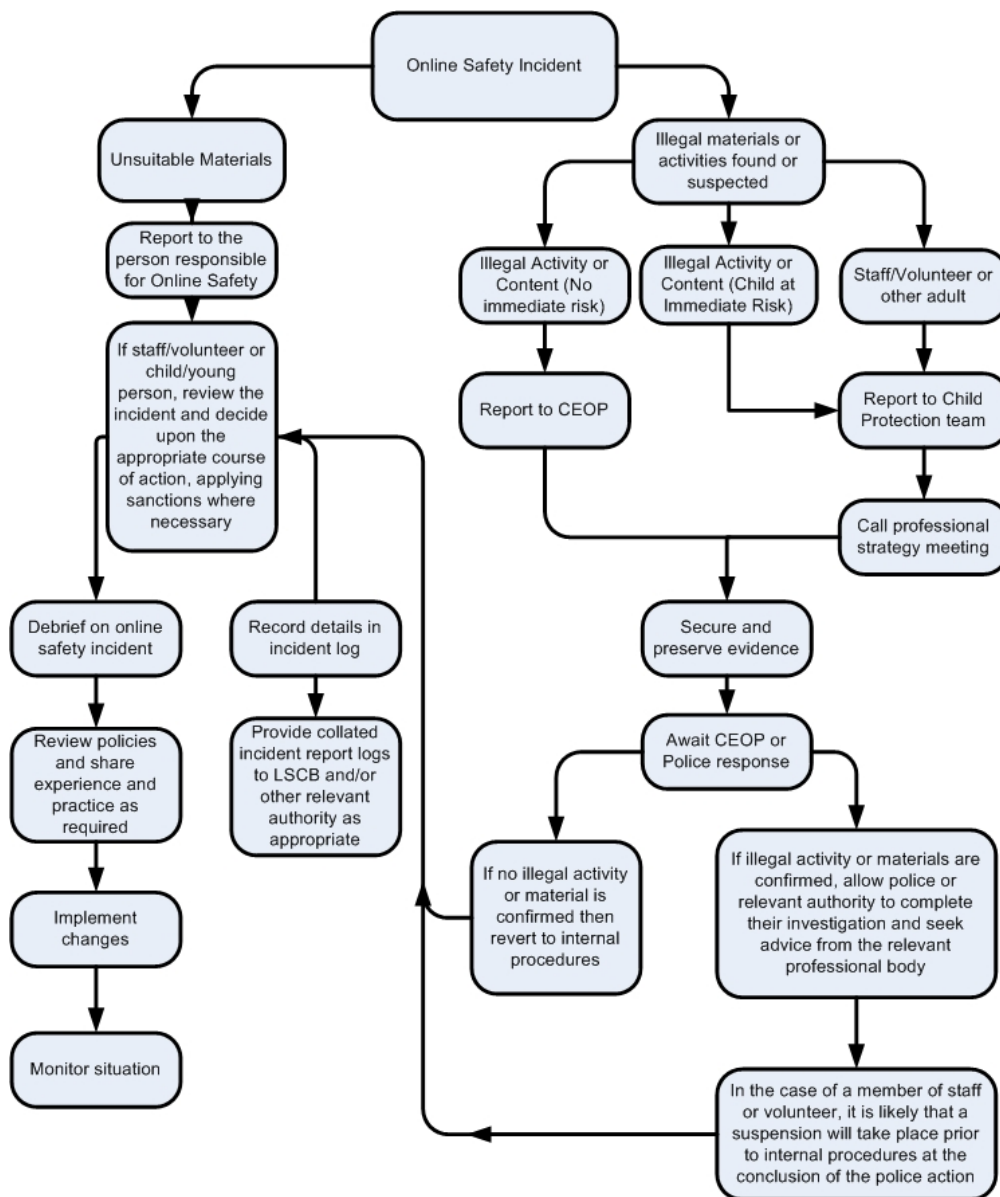 Online Safety Incident
Unsuitable Materials
Report to the
person responsible
for Online Safety
If staff/volunteer or
child/young
person, review the
incident and decide
upon the
appropriate course
of action, applying
sanctions where
necessary
Debrief on online
safety incident
Review policies
and share
experience and
practice as
required
Implement
changes
Monitor situation
Record details in
incident log
Provide collated
incident report logs
to LSCB and/or
other relevant
authority as
appropriate
Illegal materials or
activities found or
suspected
Illegal Activity or
Content (No
immediate risk)
Illegal Activity or
Content (Child at
Immediate Risk)
Staff/Volunteer or
other adult
Report to CEOP
Report to Child
Protection team
Call professional
strategy meeting
Secure and
preserve evidence
Await CEOP or
Police response
If no illegal activity
or material is
confirmed then
revert to internal
procedures
If illegal activity or materials are
confirmed, allow police or
relevant authority to complete
their investigation and seek
advice from the relevant
professional body
In the case of a member of staff
or volunteer, it is likely that a
suspension will take place prior
to internal procedures at the
conclusion of the police action